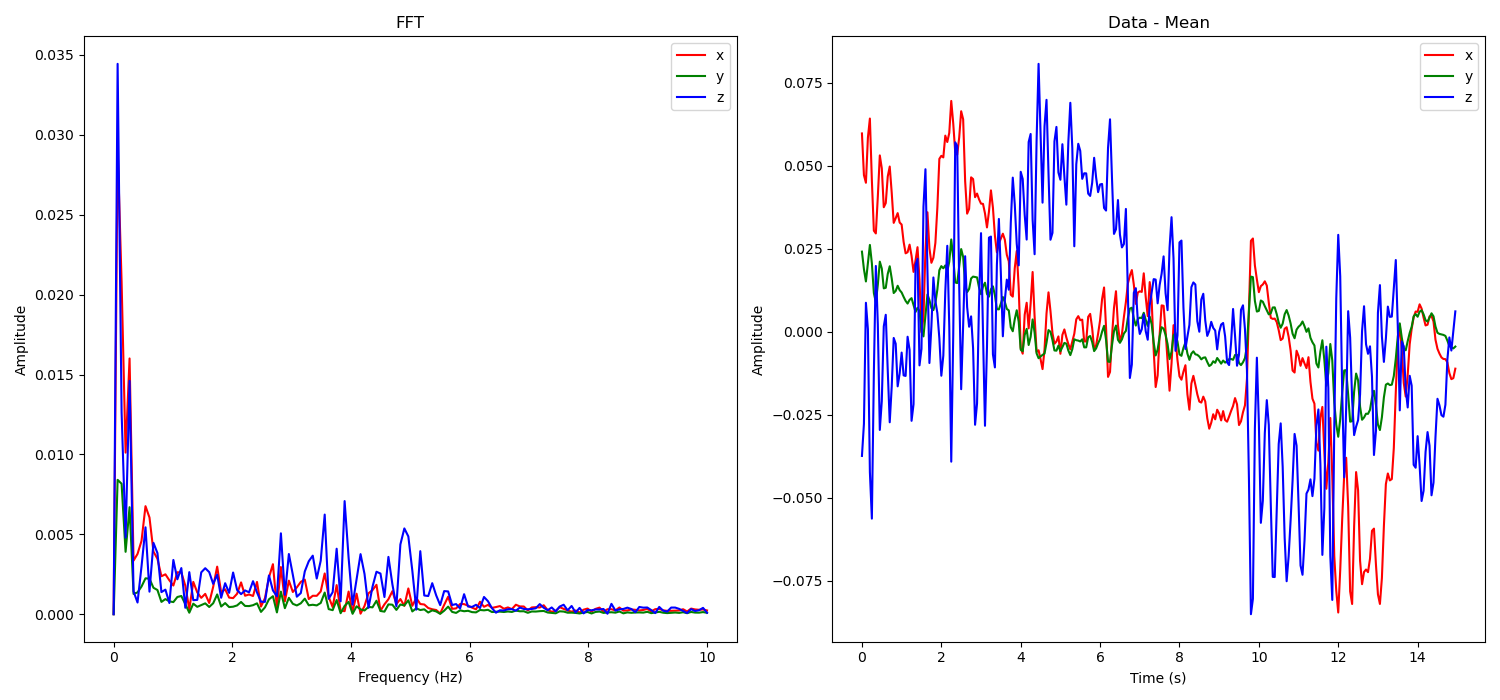 FFT
0.035
0.030
0.025
0.020
0.015
0.010
0.005
0.000
Amplitude
0 2 4 6 8 10
Frequency (Hz)
x
y
z
Data - Mean
0.075
0.050
0.025
0.000
−0.025
−0.050
−0.075
Amplitude
0 2 4 6 8 10 12 14
Time (s)
x
y
z